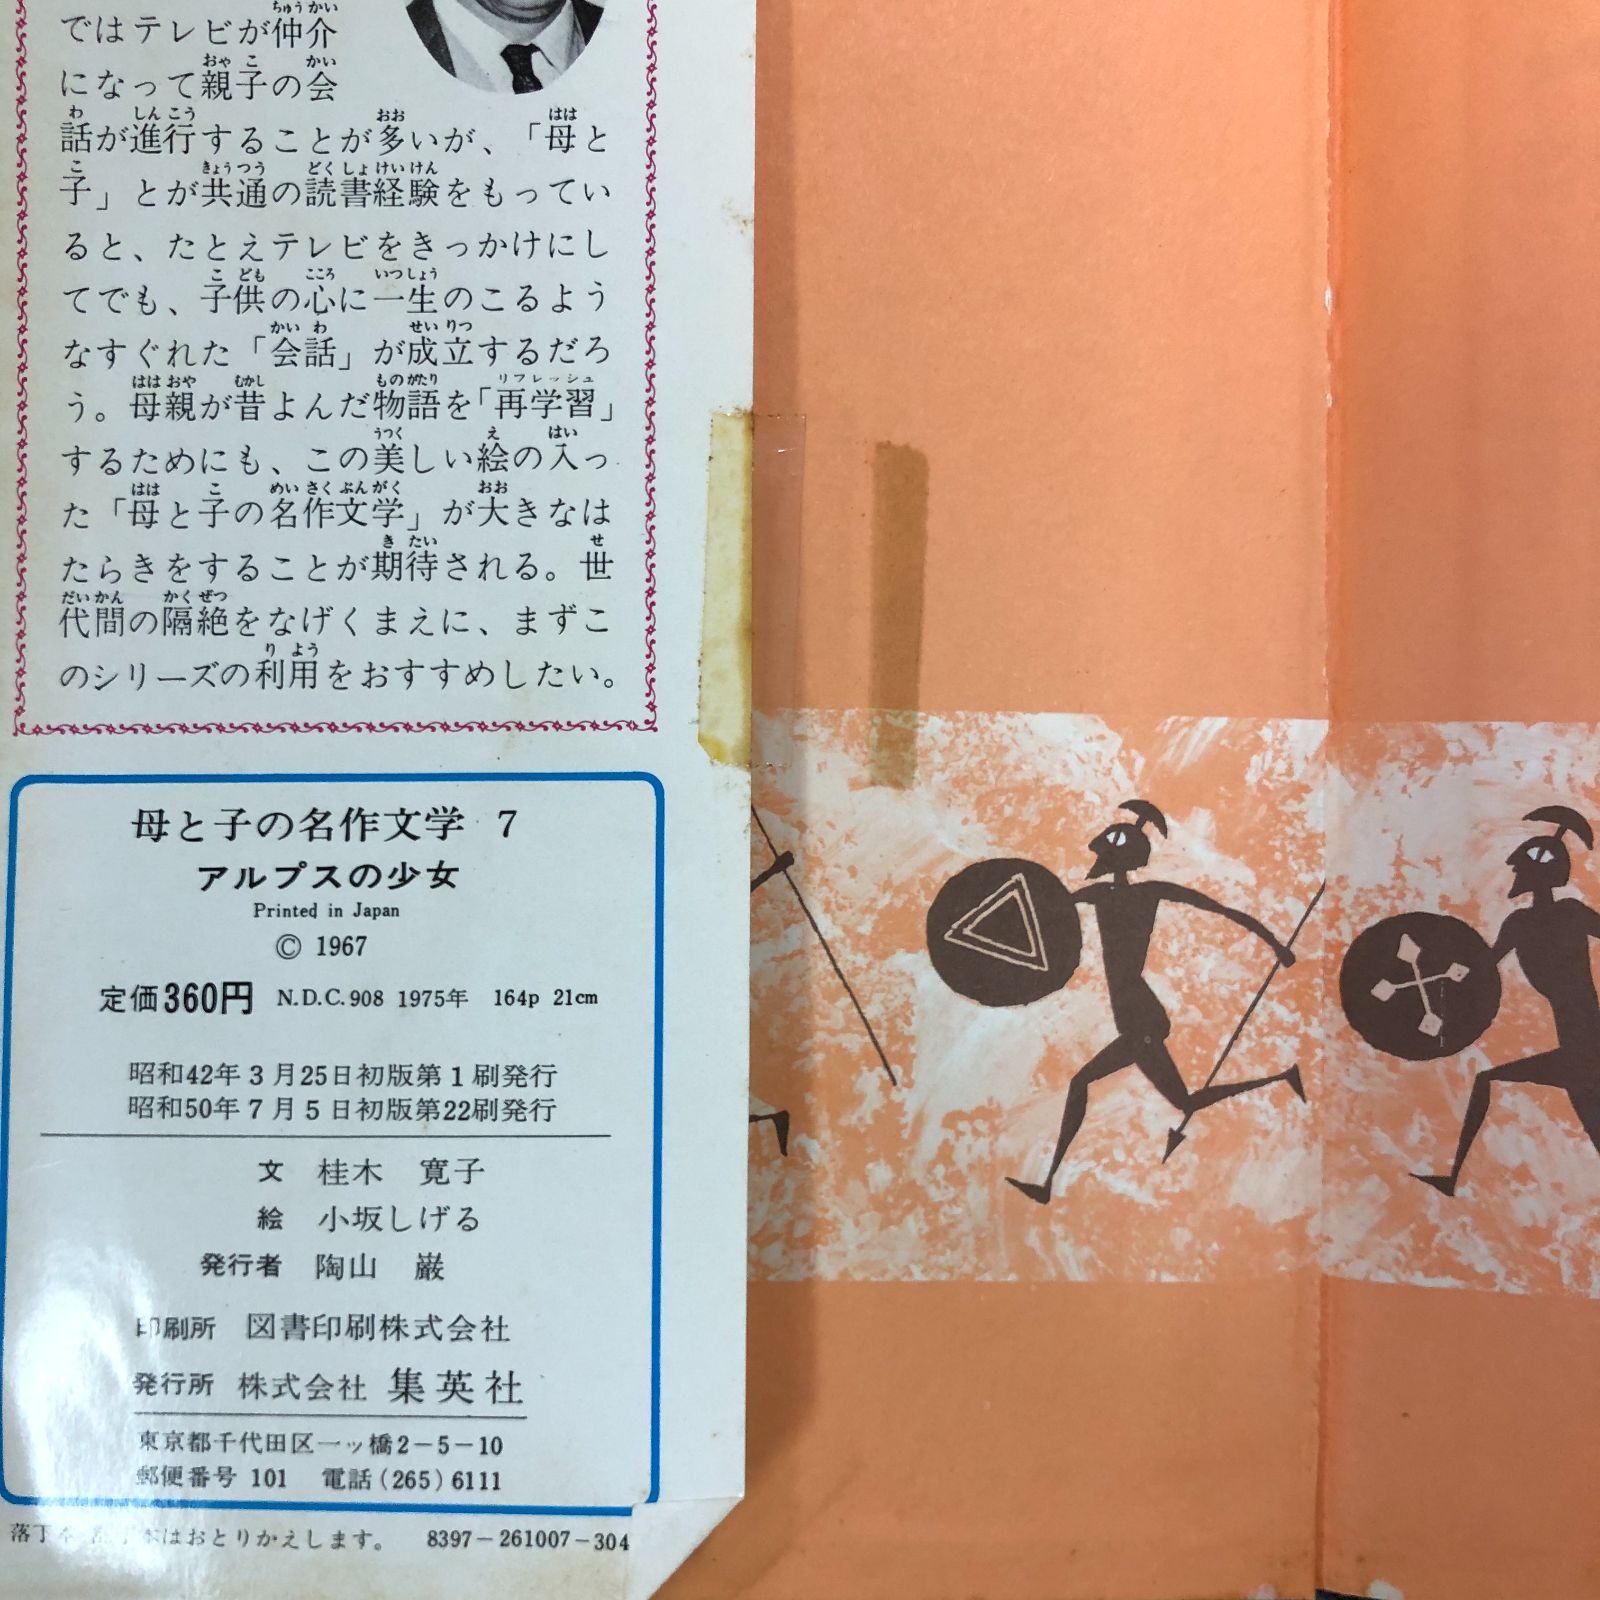 ではテレビが仲介
になって親子の会
話が進行することが多いが、「母と
子」とが共通の読書経験をもってい
ると、たとえテレビをきっかけにし
てでも、子供の心に一生のこるよう
なすぐれた「会話」が成立するだろ
う。母親が昔よんだ物語を「再学習」
するためにも、この美しい絵の入っ
た「母と子の名作文学」が大きなは
たらきをすることが期待される。世
代間の隔絶をなげくまえに、まずこ
のシリーズの利用をおすすめしたい。
母と子の名作文学 7
アルプスの少女
Printed in Japan
© 1967
定価360円 N.D.C.908 1975年 164p 21cm
昭和42年3月25日初版第1刷発行
昭和50年7月5日初版第22刷発行
文 桂木 寛子
絵 小坂しげる
発行者 陶山 巌
印刷所 図書印刷株式会社
発行所 株式会社 集英社
東京都千代田区一ッ橋2-5-10
郵便番号 101 電話(265)6111
落丁本はおとりかえします。 8397-261007-304